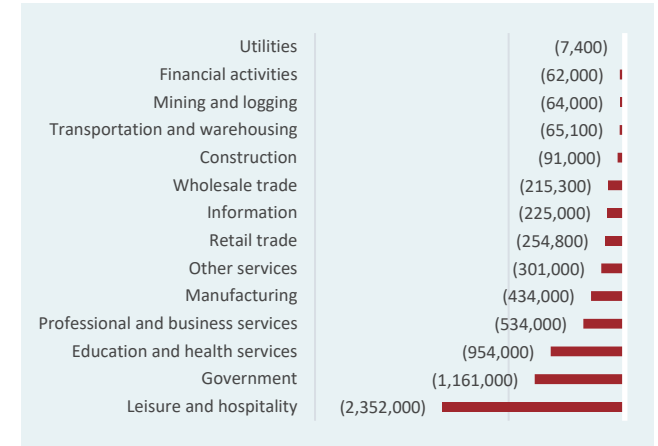 Utilities (7,400)
Financial activities (62,000)
Mining and logging (64,000)
Transportation and warehousing (65,100)
Construction (91,000)
Wholesale trade (215,300)
Information (225,000)
Retail trade (254,800)
Other services (301,000)
Manufacturing (434,000)
Professional and business services (534,000)
Education and health services (954,000)
Government (1,161,000)
Leisure and hospitality (2,352,000)